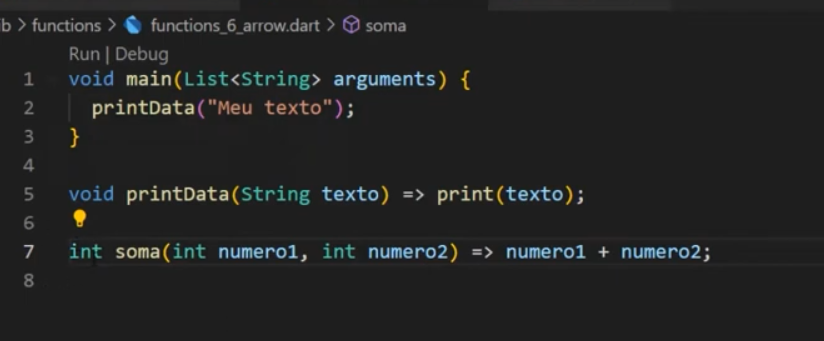 ib > functions > functions_6_arrow.dart > soma
Run | Debug
1 void main(List<String> arguments) {
2   printData("Meu texto");
3 }
4
5 void printData(String texto) => print(texto);
6
7 int soma(int numero1, int numero2) => numero1 + numero2;
8